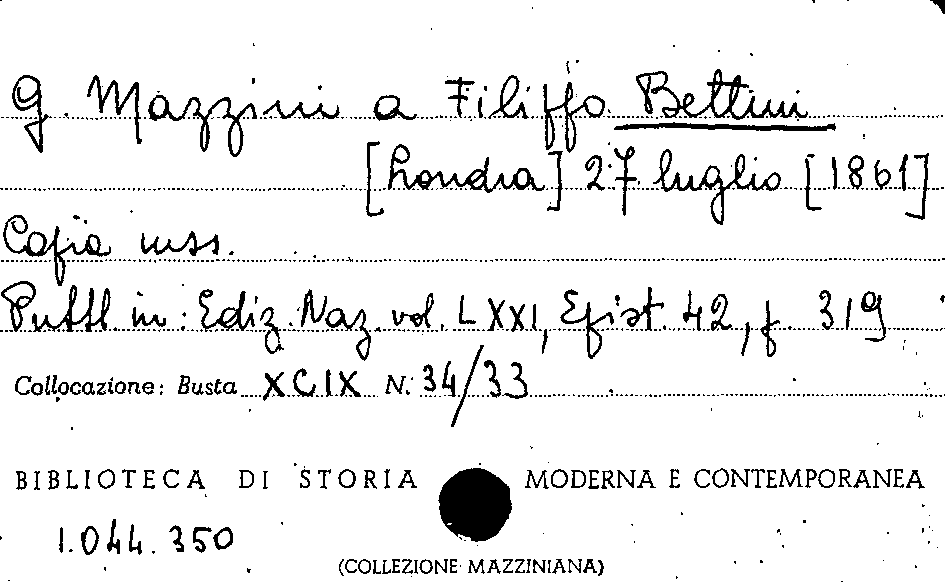 G. Mazzini a Filippo Bettini
[Londra] 27 luglio [1861]
Copia mss.
Pubbl. in: Ediz. Naz. vol. LXXI, Epist. 42, p. 319
Collocazione: Busta XCIX N. 34/33
BIBLIOTECA DI STORIA MODERNA E CONTEMPORANEA
1.044.350
(COLLEZIONE MAZZINIANA)